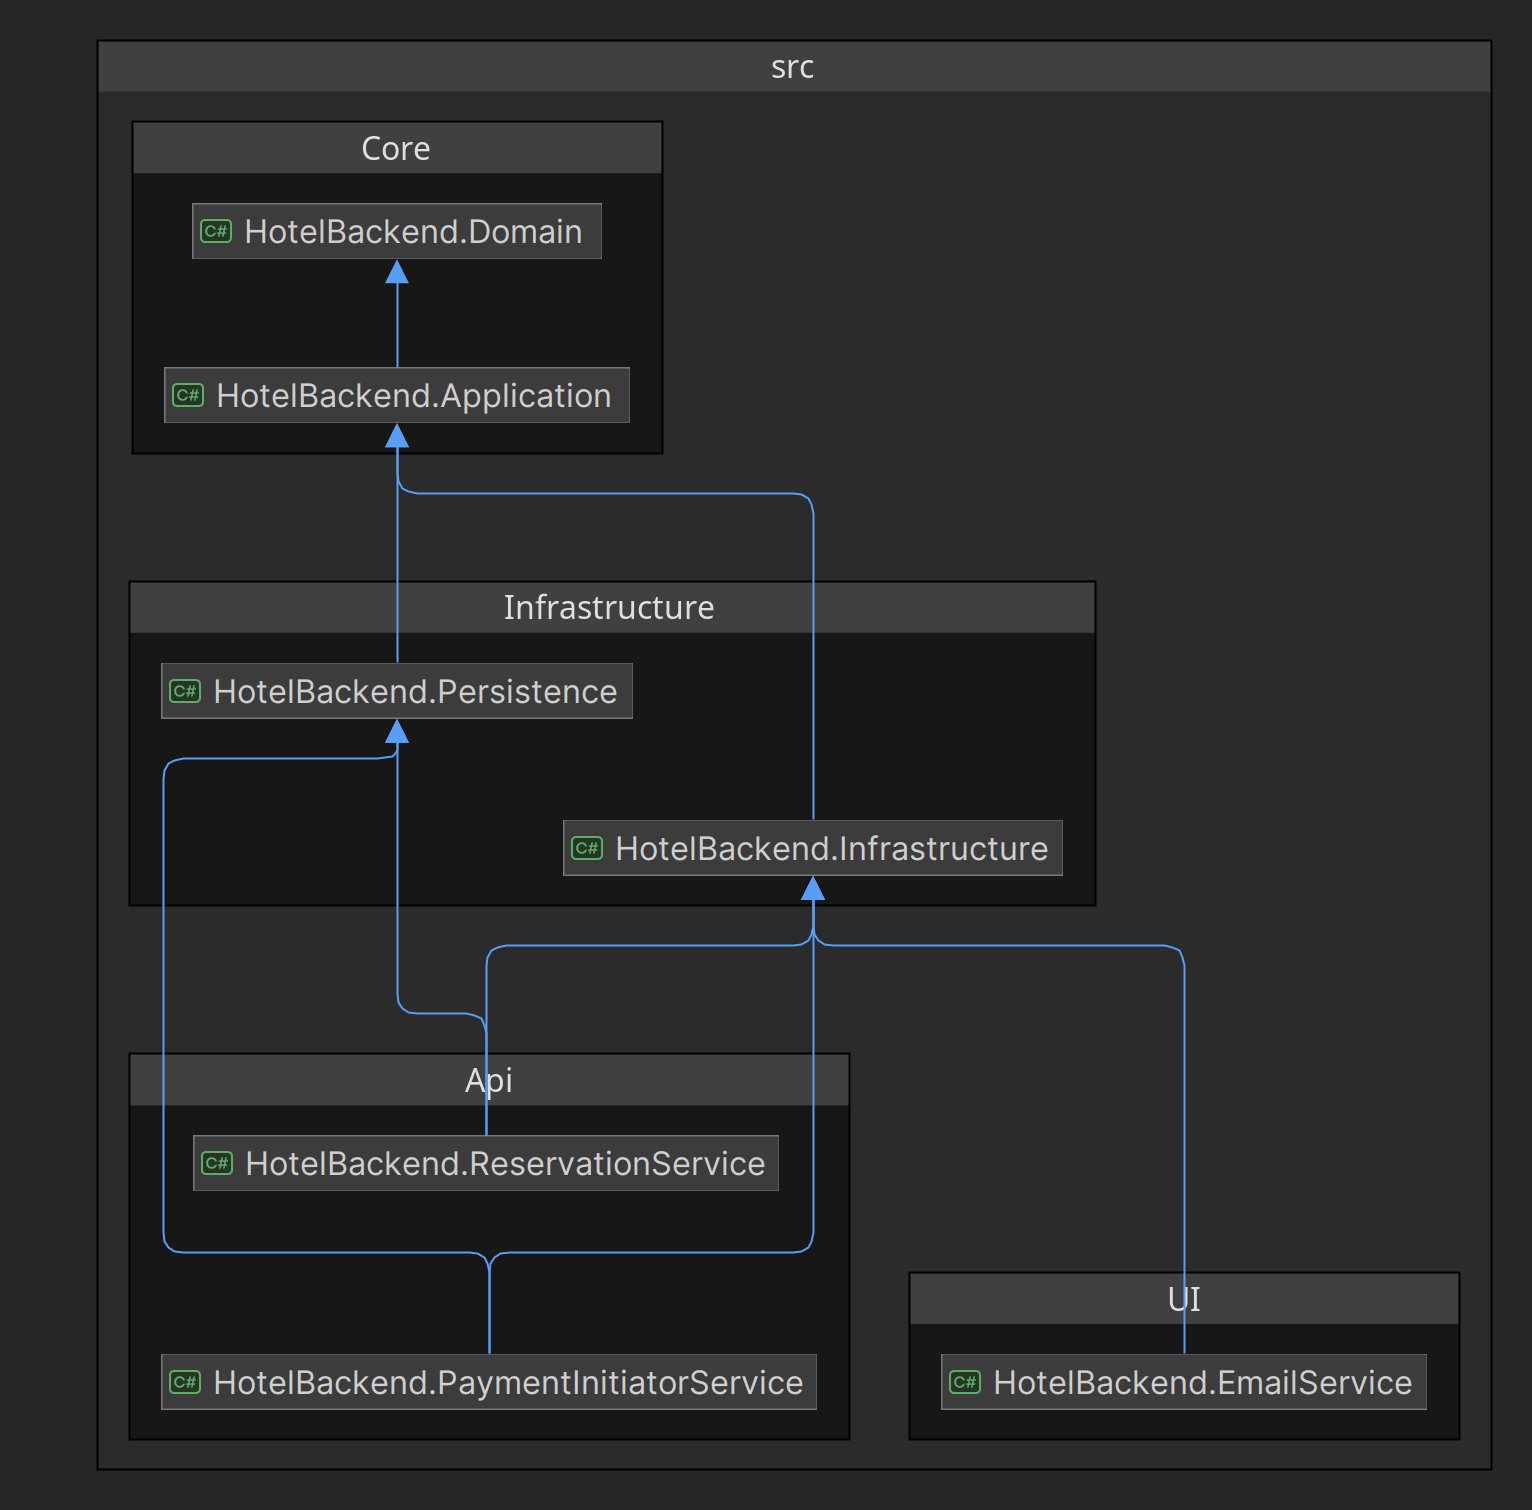 src
Core
C# HotelBackend.Domain
C# HotelBackend.Application
Infrastructure
C# HotelBackend.Persistence
C# HotelBackend.Infrastructure
Api
C# HotelBackend.ReservationService
UI
C# HotelBackend.PaymentInitiatorService
C# HotelBackend.EmailService